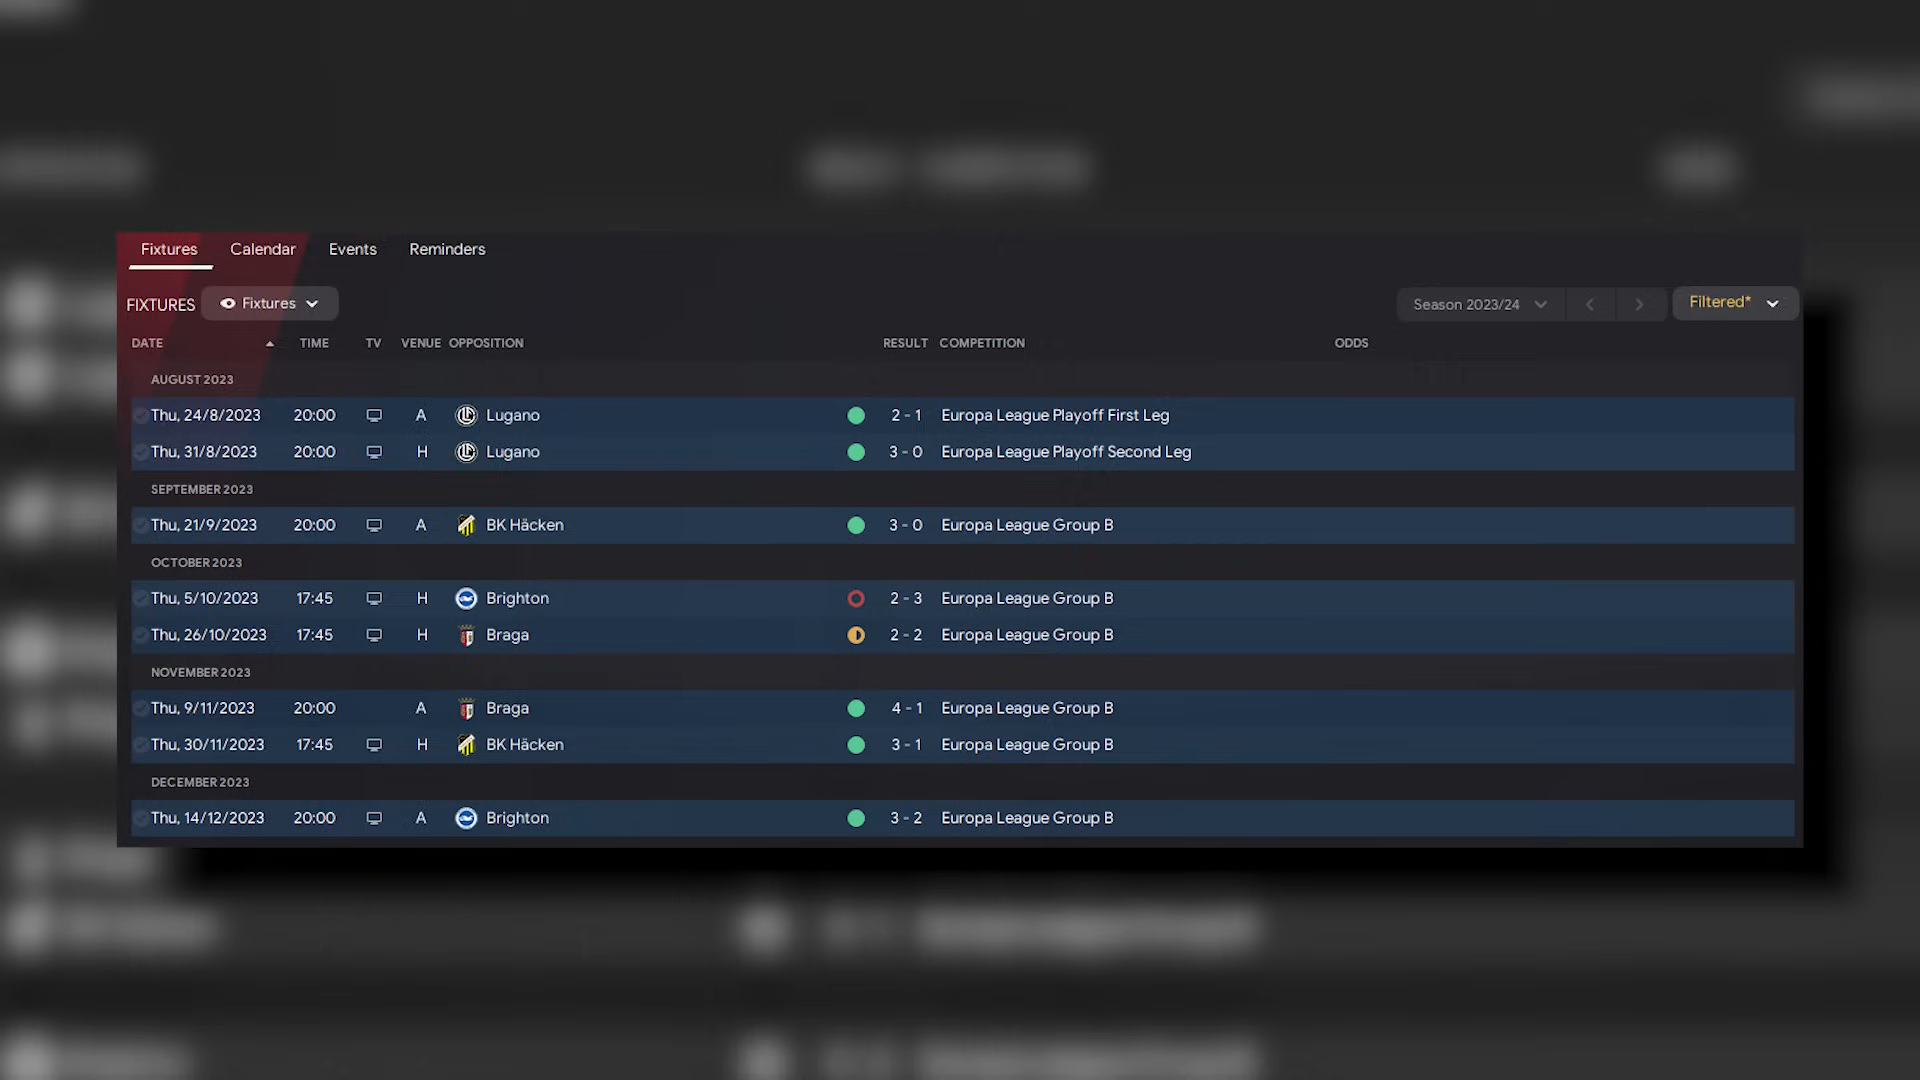 Fixtures Calendar Events Reminders
FIXTURES Fixtures Season 2023/24 Filtered*
DATE TIME TV VENUE OPPOSITION RESULT COMPETITION ODDS
AUGUST 2023
Thu, 24/8/2023 20:00 A Lugano 2 - 1 Europa League Playoff First Leg
Thu, 31/8/2023 20:00 H Lugano 3 - 0 Europa League Playoff Second Leg
SEPTEMBER 2023
Thu, 21/9/2023 20:00 A BK Häcken 3 - 0 Europa League Group B
OCTOBER 2023
Thu, 5/10/2023 17:45 H Brighton 2 - 3 Europa League Group B
Thu, 26/10/2023 17:45 H Braga 2 - 2 Europa League Group B
NOVEMBER 2023
Thu, 9/11/2023 20:00 A Braga 4 - 1 Europa League Group B
Thu, 30/11/2023 17:45 H BK Häcken 3 - 1 Europa League Group B
DECEMBER 2023
Thu, 14/12/2023 20:00 A Brighton 3 - 2 Europa League Group B